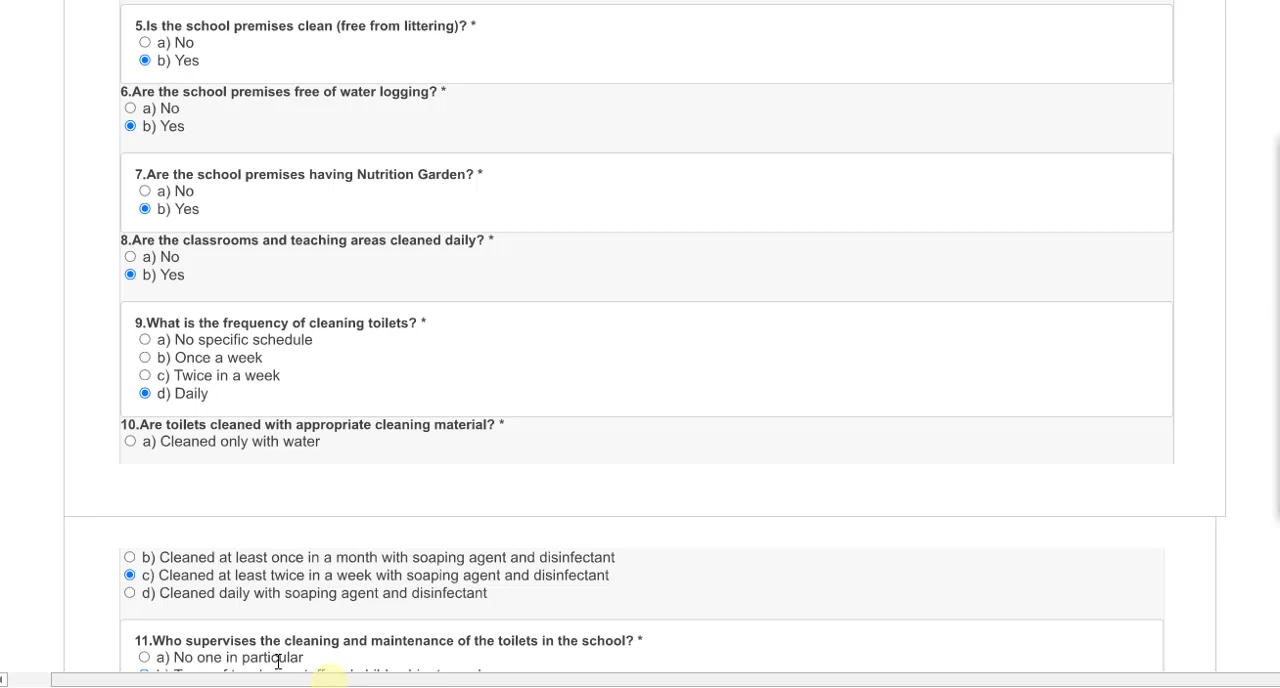 5.Is the school premises clean (free from littering)? *
a) No
b) Yes
6.Are the school premises free of water logging? *
a) No
b) Yes
7.Are the school premises having Nutrition Garden? *
a) No
b) Yes
8.Are the classrooms and teaching areas cleaned daily? *
a) No
b) Yes
9.What is the frequency of cleaning toilets? *
a) No specific schedule
b) Once a week
c) Twice in a week
d) Daily
10.Are toilets cleaned with appropriate cleaning material? *
a) Cleaned only with water
b) Cleaned at least once in a month with soaping agent and disinfectant
c) Cleaned at least twice in a week with soaping agent and disinfectant
d) Cleaned daily with soaping agent and disinfectant
11.Who supervises the cleaning and maintenance of the toilets in the school? *
a) No one in particular